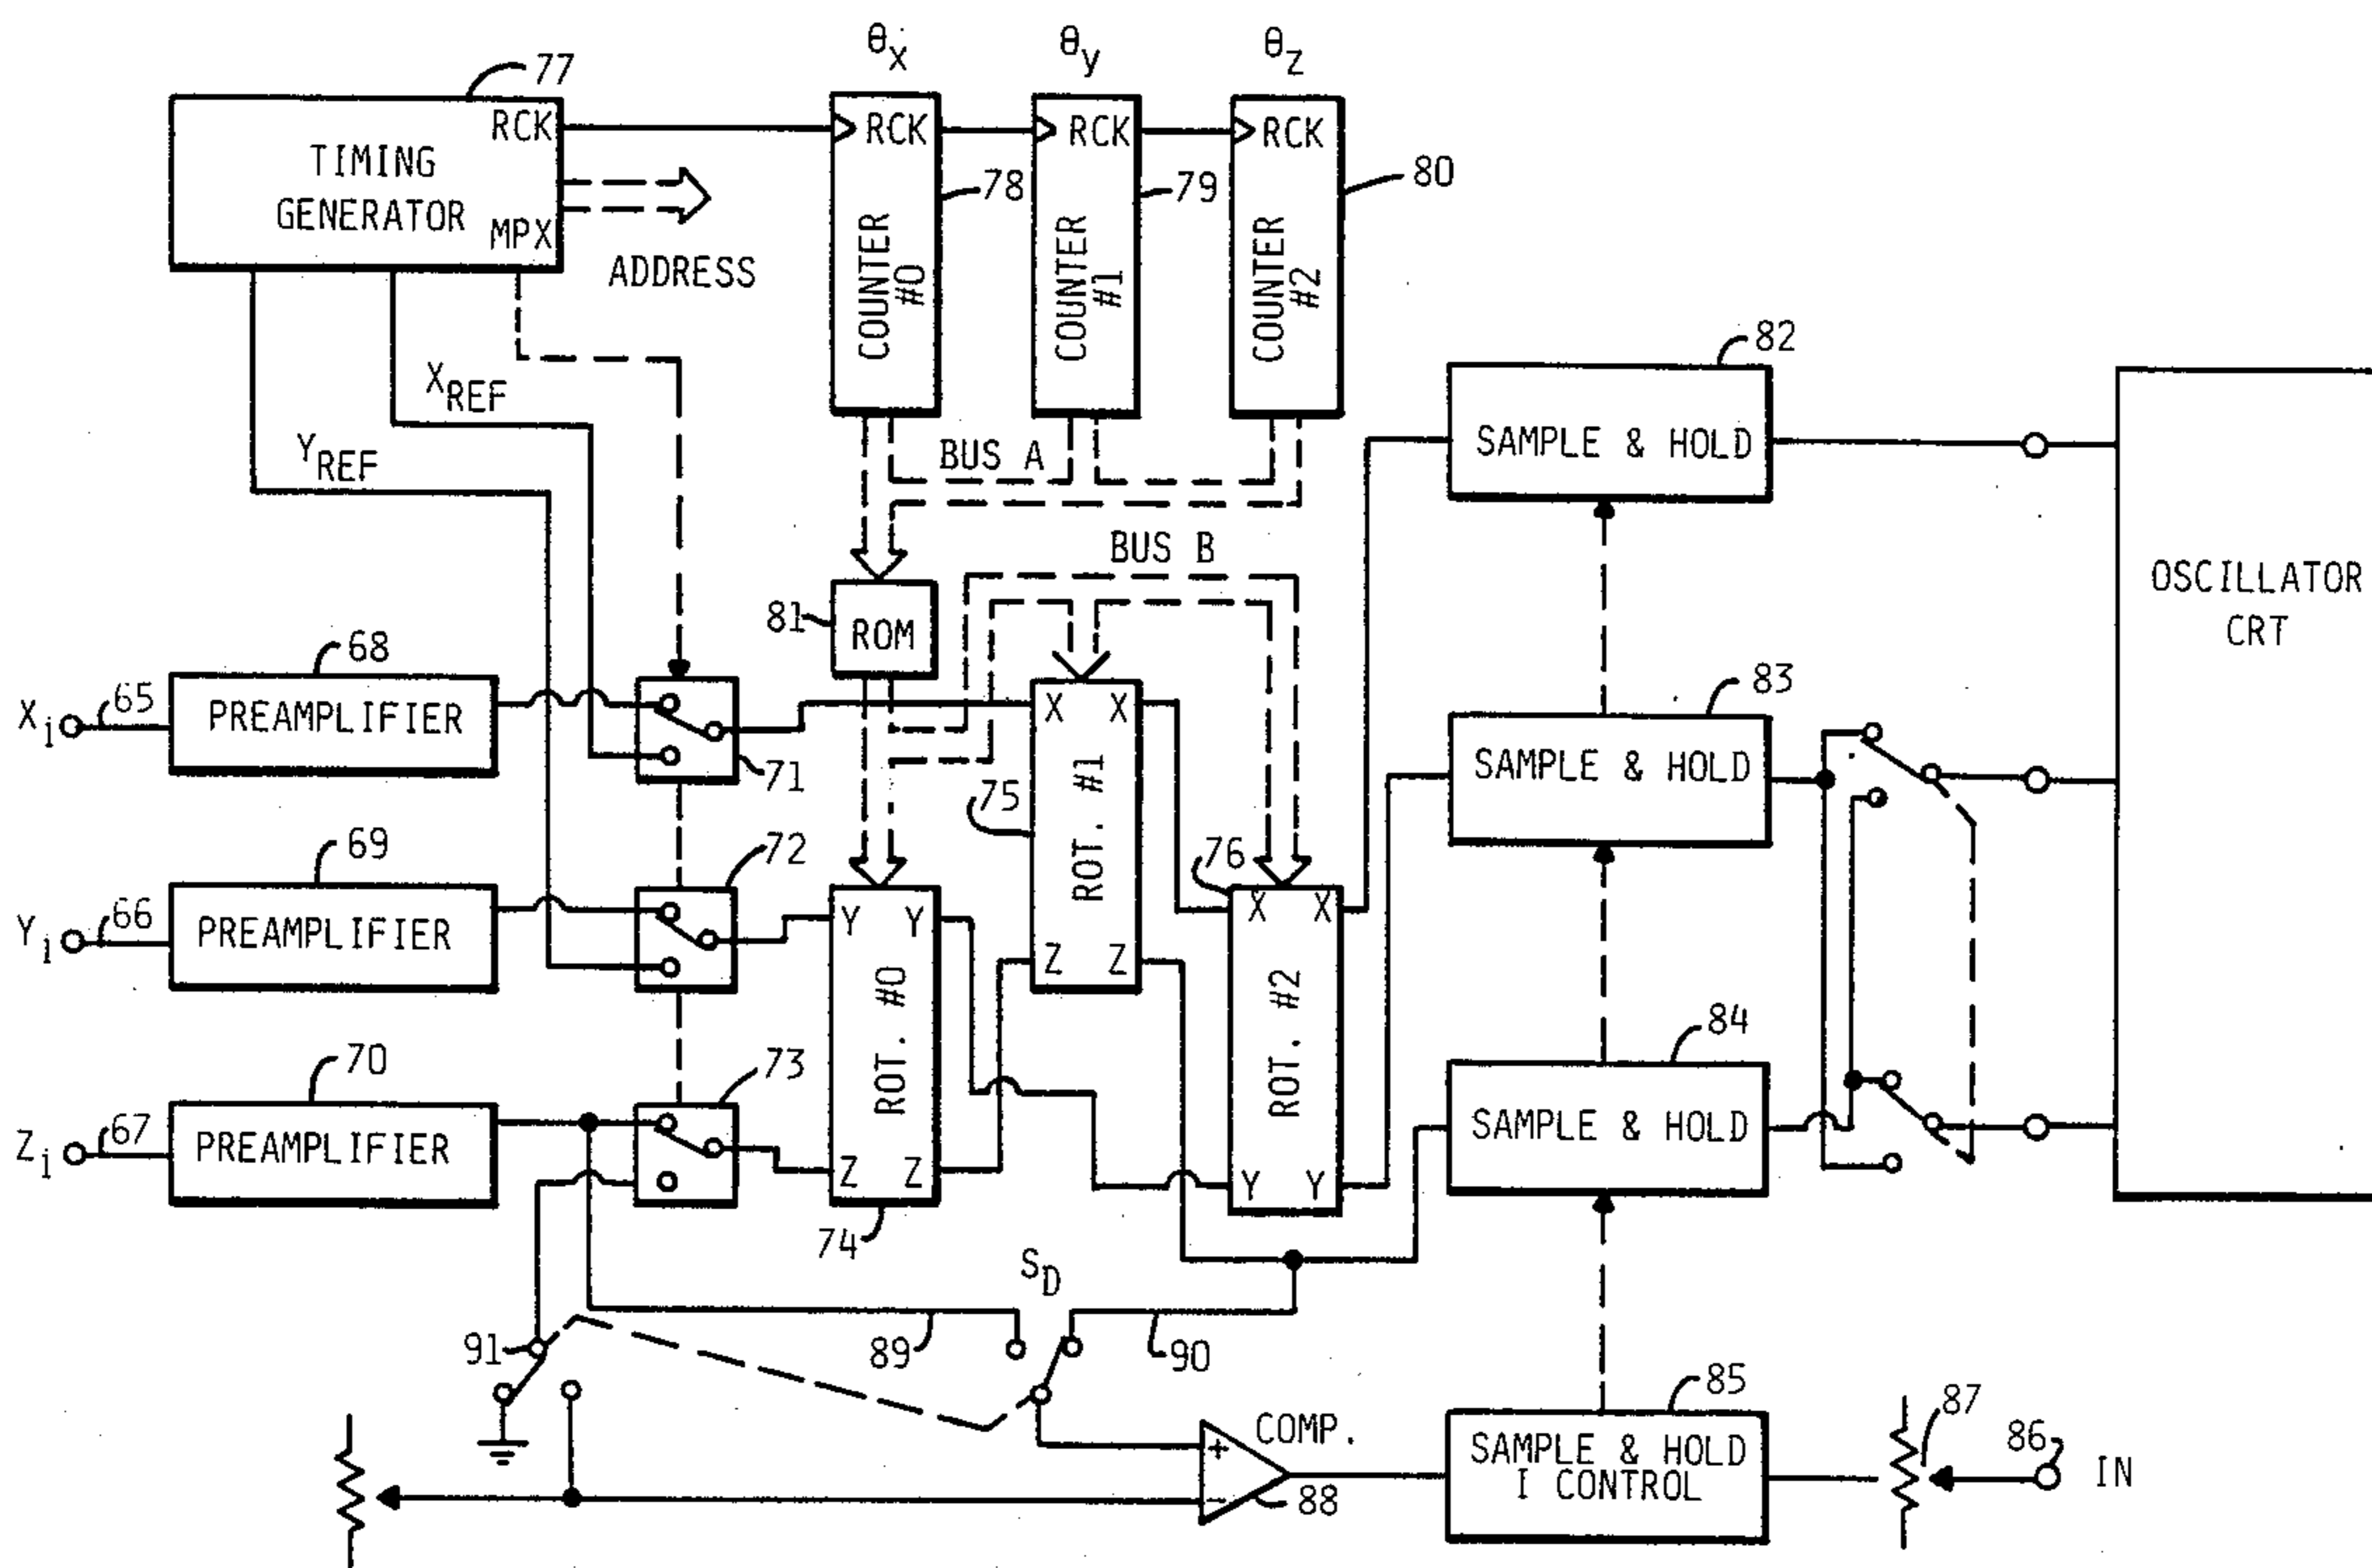 θx
θy
θz
77
RCK
TIMING
GENERATOR
MPX
ADDRESS
RCK
COUNTER
#0
78
RCK
COUNTER
#1
79
RCK
COUNTER
#2
80
XREF
YREF
BUS A
BUS B
81
ROM
82
SAMPLE & HOLD
OSCILLATOR
CRT
Xi
65
68
PREAMPLIFIER
71
X X
ROT. #1
Z Z
75
83
SAMPLE & HOLD
Yi
66
69
PREAMPLIFIER
72
Y Y
ROT. #0
Z Z
74
76
X X
ROT. #2
Y Y
84
SAMPLE & HOLD
Zi
67
70
PREAMPLIFIER
73
SD
91
89
90
COMP.
+
−
88
85
SAMPLE & HOLD
I CONTROL
87
86
IN